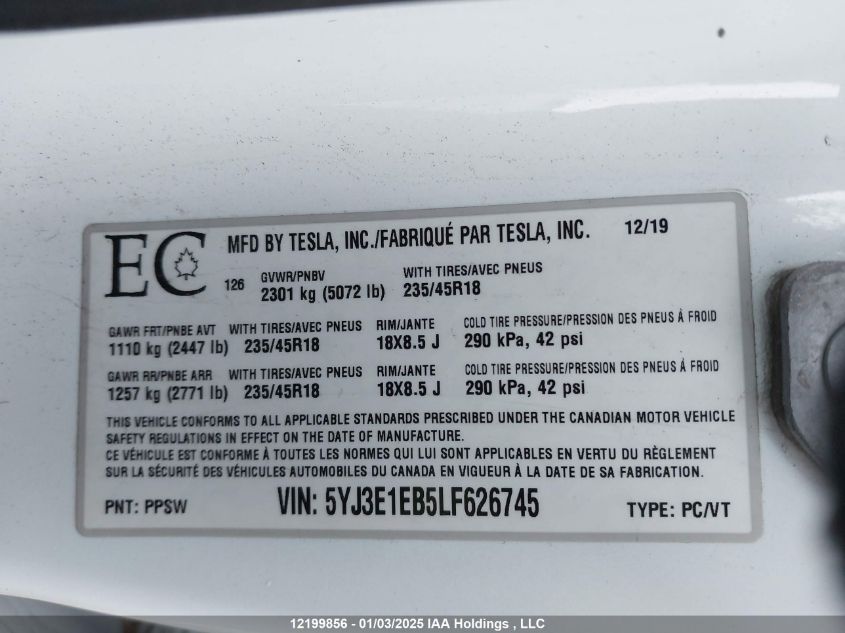 EC
MFD BY TESLA, INC./FABRIQUÉ PAR TESLA, INC. 12/19
126
GVWR/PNBV WITH TIRES/AVEC PNEUS
2301 kg (5072 lb) 235/45R18
GAWR FRT/PNBE AVT WITH TIRES/AVEC PNEUS RIM/JANTE COLD TIRE PRESSURE/PRESSION DES PNEUS À FROID
1110 kg (2447 lb) 235/45R18 18X8.5 J 290 kPa, 42 psi
GAWR RR/PNBE ARR WITH TIRES/AVEC PNEUS RIM/JANTE COLD TIRE PRESSURE/PRESSION DES PNEUS À FROID
1257 kg (2771 lb) 235/45R18 18X8.5 J 290 kPa, 42 psi
THIS VEHICLE CONFORMS TO ALL APPLICABLE STANDARDS PRESCRIBED UNDER THE CANADIAN MOTOR VEHICLE
SAFETY REGULATIONS IN EFFECT ON THE DATE OF MANUFACTURE.
CE VÉHICULE EST CONFORME À TOUTES LES NORMES QUI LUI SONT APPLICABLES EN VERTU DU RÈGLEMENT
SUR LA SÉCURITÉ DES VÉHICULES AUTOMOBILES DU CANADA EN VIGUEUR À LA DATE DE SA FABRICATION.
PNT: PPSW VIN: 5YJ3E1EB5LF626745 TYPE: PC/VT
12199856 - 01/03/2025 IAA Holdings , LLC